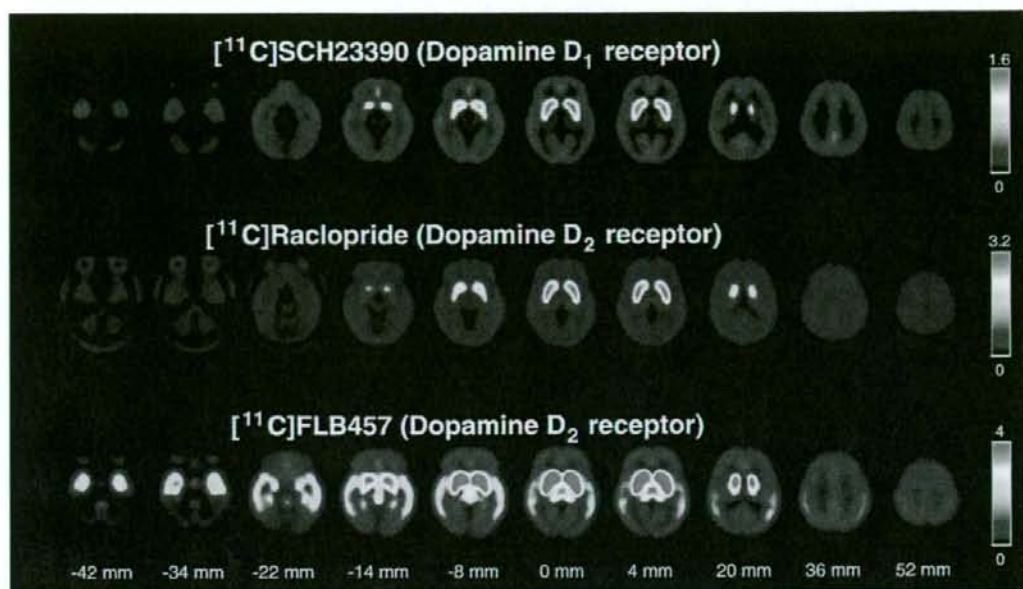 [¹¹C]SCH23390 (Dopamine D₁ receptor)
1.6
0
[¹¹C]Raclopride (Dopamine D₂ receptor)
3.2
0
[¹¹C]FLB457 (Dopamine D₂ receptor)
4
0
-42 mm -34 mm -22 mm -14 mm -8 mm 0 mm 4 mm 20 mm 36 mm 52 mm